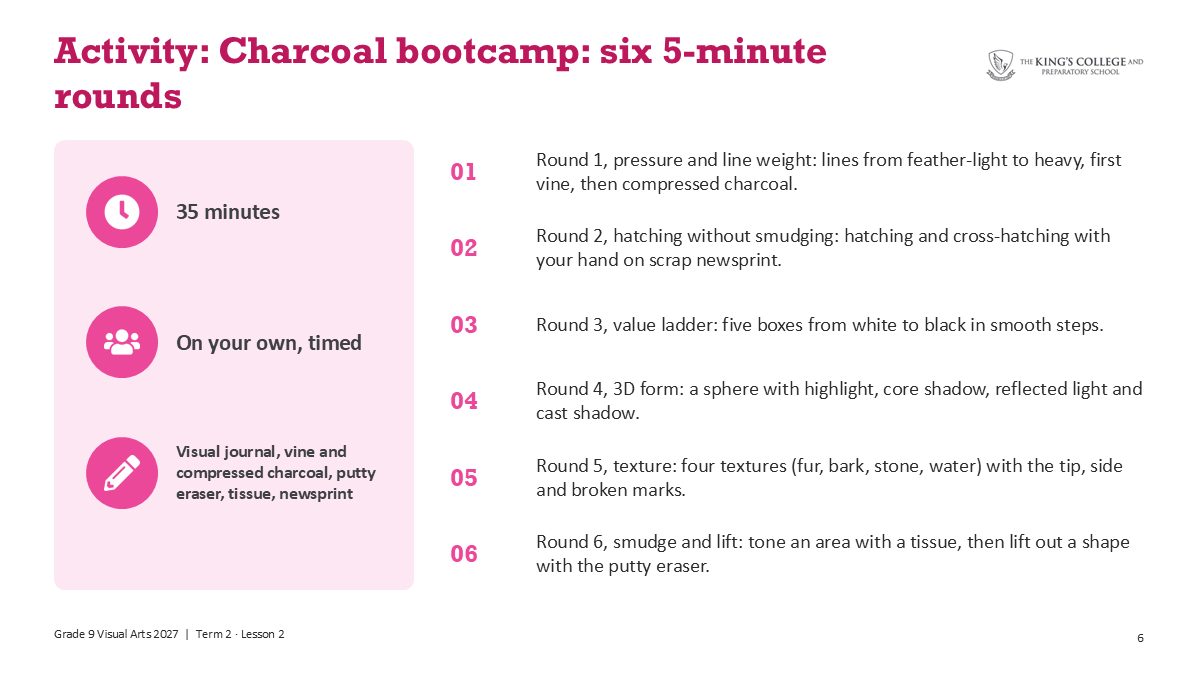 Activity: Charcoal bootcamp: six 5-minute
rounds
THE KING'S COLLEGE AND
PREPARATORY SCHOOL
35 minutes
On your own, timed
Visual journal, vine and
compressed charcoal, putty
eraser, tissue, newsprint
01
Round 1, pressure and line weight: lines from feather-light to heavy, first
vine, then compressed charcoal.
02
Round 2, hatching without smudging: hatching and cross-hatching with
your hand on scrap newsprint.
03
Round 3, value ladder: five boxes from white to black in smooth steps.
04
Round 4, 3D form: a sphere with highlight, core shadow, reflected light and
cast shadow.
05
Round 5, texture: four textures (fur, bark, stone, water) with the tip, side
and broken marks.
06
Round 6, smudge and lift: tone an area with a tissue, then lift out a shape
with the putty eraser.
Grade 9 Visual Arts 2027 | Term 2 · Lesson 2
6